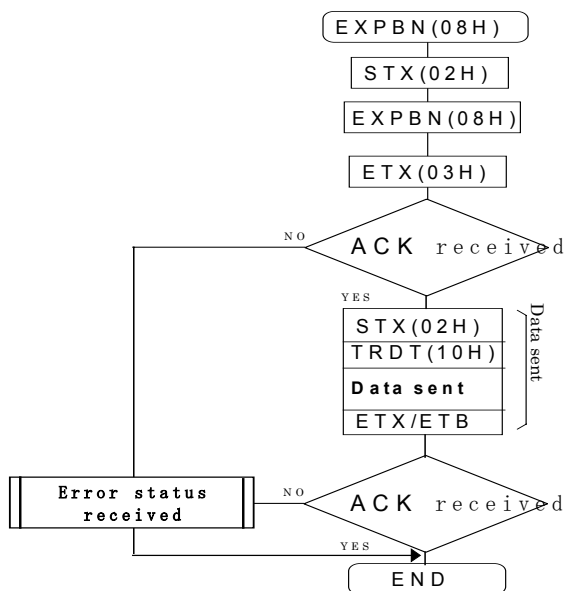 EXPBN(08H)
STX(02H)
EXPBN(08H)
ETX(03H)
NO
ACK received
YES
STX(02H)
TRDT(10H)
Data sent
ETX/ETB
Data sent
Error status
received
NO
ACK received
YES
END